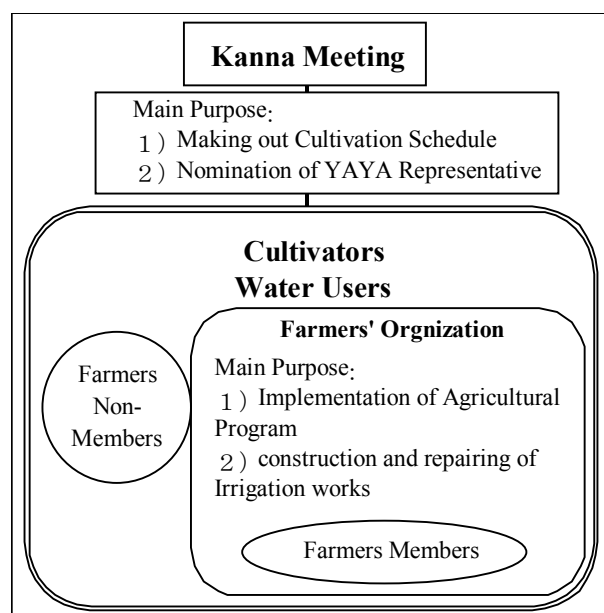 Kanna Meeting
Main Purpose:
1) Making out Cultivation Schedule
2) Nomination of YAYA Representative
Cultivators
Water Users
Farmers' Orgnization
Main Purpose:
1) Implementation of Agricultural
Program
2) construction and repairing of
Irrigation works
Farmers
Non-
Members
Farmers Members